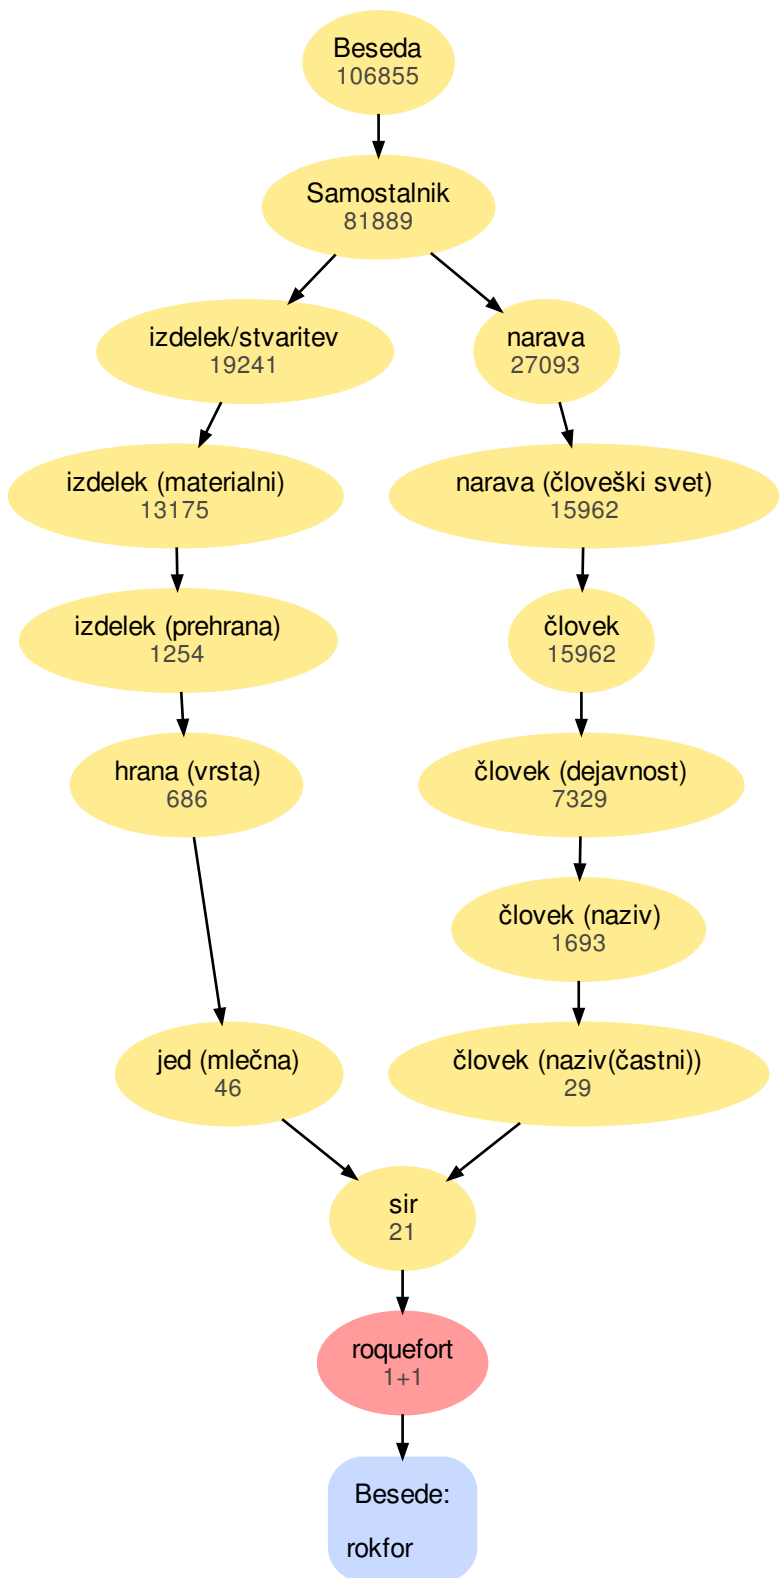 Beseda
106855
Samostalnik
81889
izdelek/stvaritev
19241
narava
27093
izdelek (materialni)
13175
narava (človeški svet)
15962
izdelek (prehrana)
1254
človek
15962
hrana (vrsta)
686
človek (dejavnost)
7329
človek (naziv)
1693
jed (mlečna)
46
človek (naziv(častni))
29
sir
21
roquefort
1+1
Besede:
rokfor